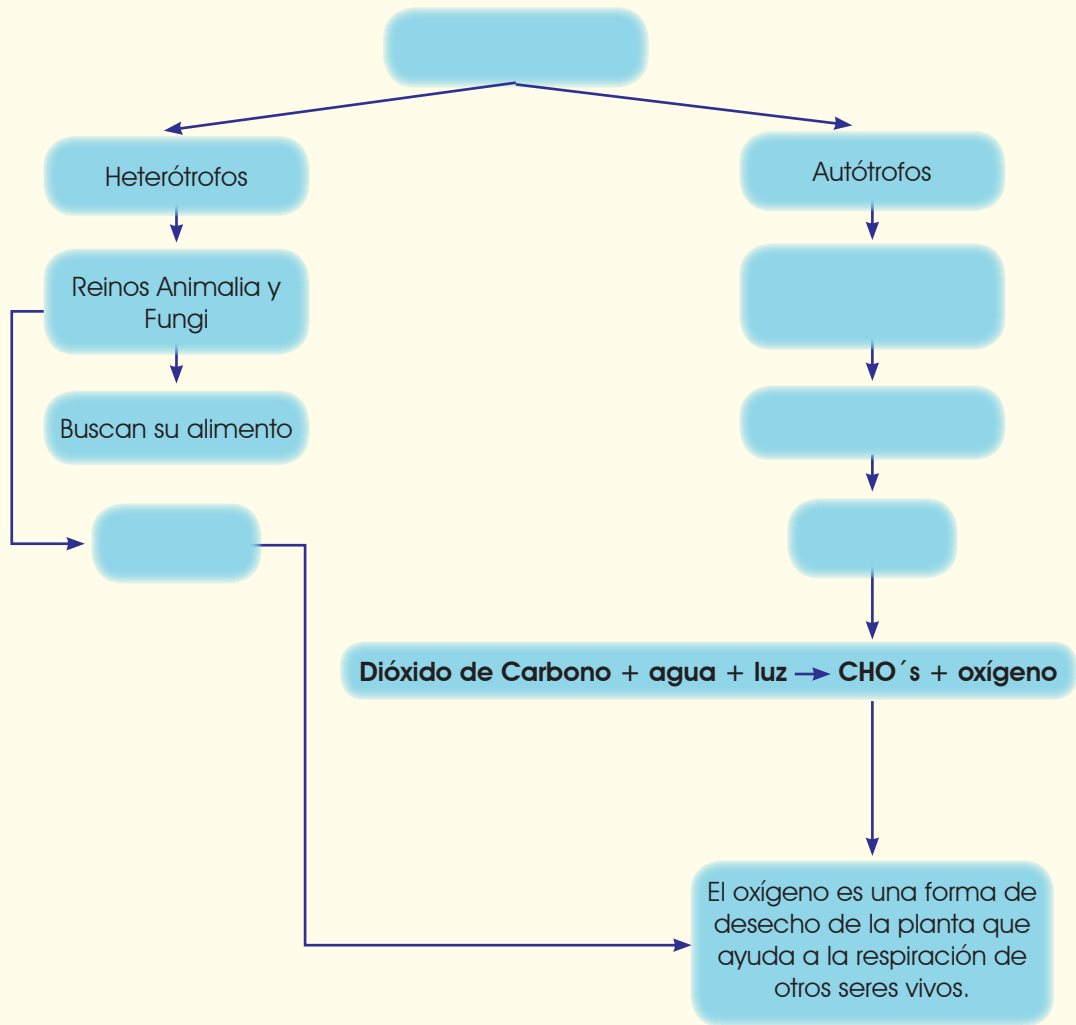 Heterótrofos
Autótrofos
Reinos Animalia y
Fungi
Buscan su alimento
Dióxido de Carbono + agua + luz → CHO´s + oxígeno
El oxígeno es una forma de
desecho de la planta que
ayuda a la respiración de
otros seres vivos.